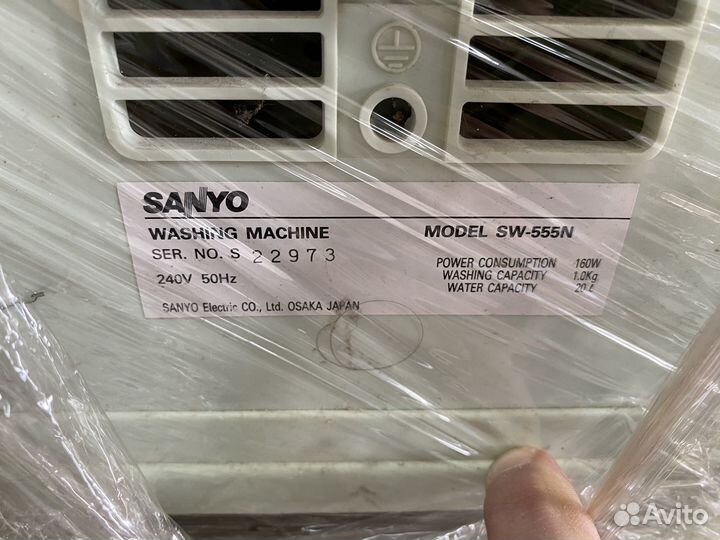 SANYO
WASHING MACHINE
MODEL SW-555N
SER. NO. S 22973
240V 50Hz
POWER CONSUMPTION 160W
WASHING CAPACITY 1.0Kg
WATER CAPACITY 20 ℓ
SANYO Electric CO., Ltd. OSAKA JAPAN
Avito